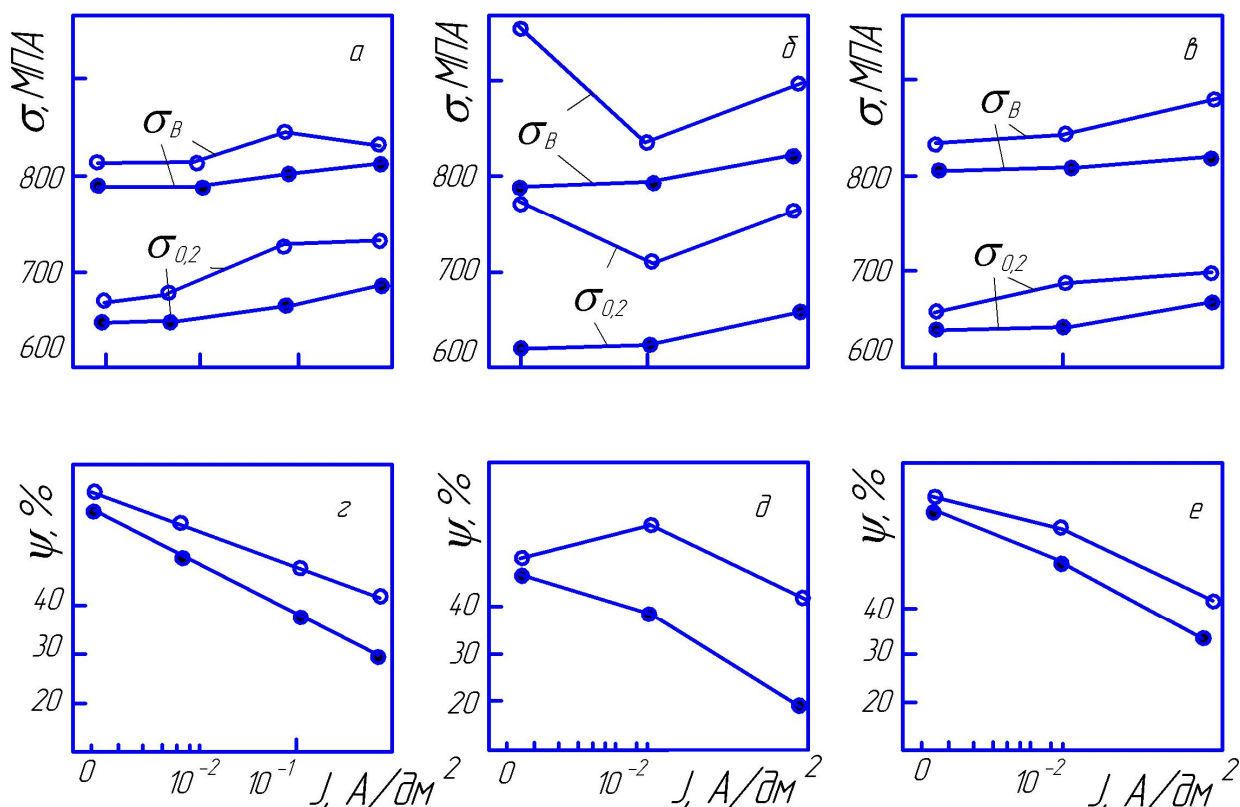 σ, МПА
а
σВ
800
σ0,2
700
600
σ, МПА
б
σВ
800
700
σ0,2
600
σ, МПА
в
σВ
800
σ0,2
700
600
ψ, %
г
40
30
20
0 10⁻² 10⁻¹ J, А/дм²
ψ, %
д
40
30
20
0 10⁻² J, А/дм²
ψ, %
е
40
30
20
0 10⁻² J, А/дм²